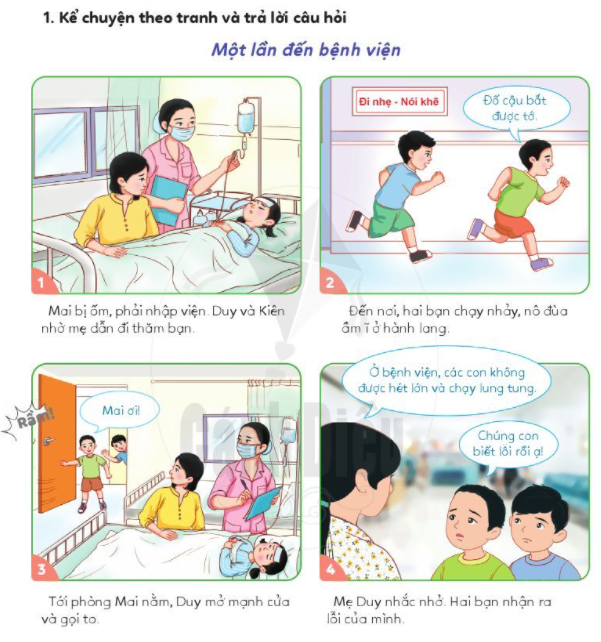 1. Kể chuyện theo tranh và trả lời câu hỏi
Một lần đến bệnh viện
1
Mai bị ốm, phải nhập viện. Duy và Kiên
nhờ mẹ dẫn đi thăm bạn.
Đi nhẹ - Nói khẽ
Đố cậu bắt
được tớ.
2
Đến nơi, hai bạn chạy nhảy, nô đùa
ầm ĩ ở hành lang.
Rầm!
Mai ơi!
3
Tới phòng Mai nằm, Duy mở mạnh cửa
và gọi to.
Ở bệnh viện, các con không
được hét lớn và chạy lung tung.
Chúng con
biết lỗi rồi ạ!
4
Mẹ Duy nhắc nhở. Hai bạn nhận ra
lỗi của mình.
Cánh Diều